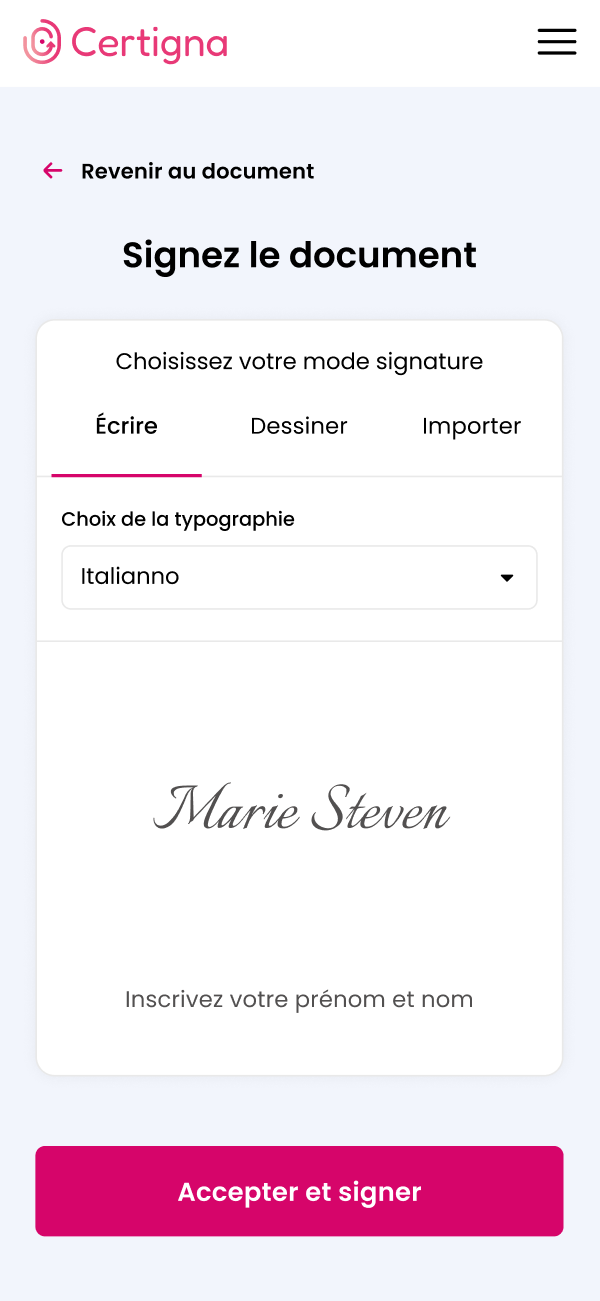 Certigna
Revenir au document
Signez le document
Choisissez votre mode signature
Écrire Dessiner Importer
Choix de la typographie
Italianno
Marie Steven
Inscrivez votre prénom et nom
Accepter et signer